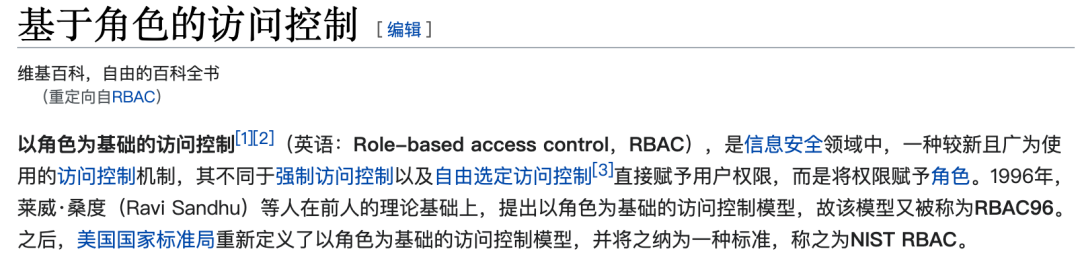 基于角色的访问控制 [ 编辑 ]
维基百科，自由的百科全书
（重定向自RBAC）
以角色为基础的访问控制[1][2]（英语：Role-based access control，RBAC），是信息安全领域中，一种较新且广为使
用的访问控制机制，其不同于强制访问控制以及自由选定访问控制[3]直接赋予用户权限，而是将权限赋予角色。1996年，
莱威·桑度（Ravi Sandhu）等人在前人的理论基础上，提出以角色为基础的访问控制模型，故该模型又被称为RBAC96。
之后，美国国家标准局重新定义了以角色为基础的访问控制模型，并将之纳为一种标准，称之为NIST RBAC。